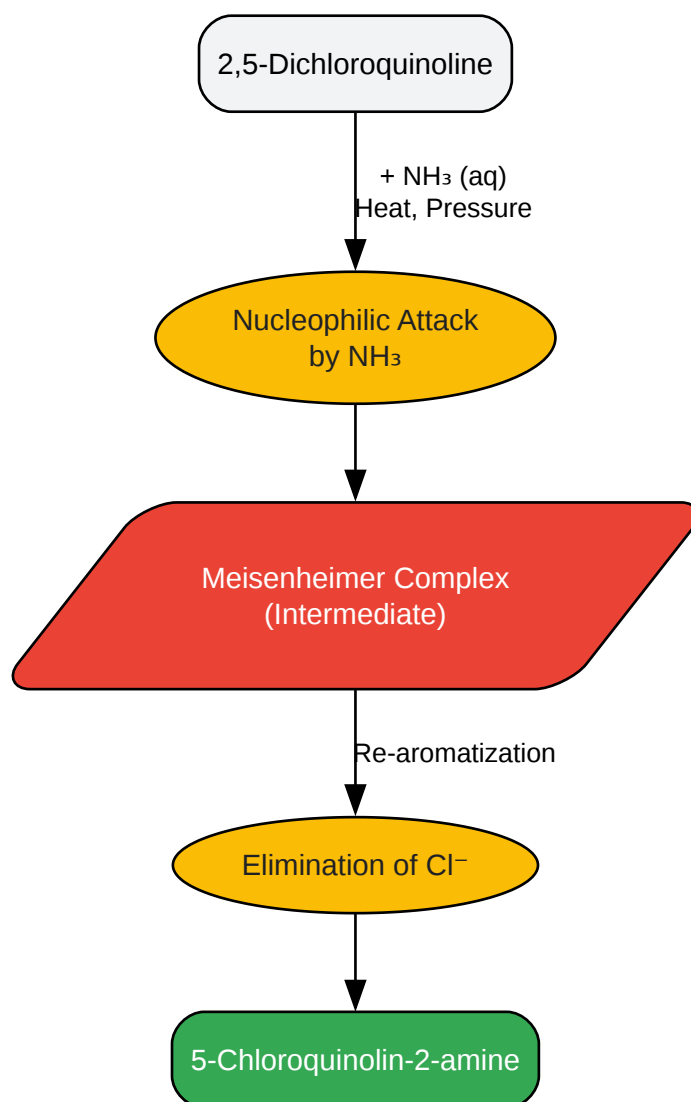 2,5-Dichloroquinoline
+ NH₃ (aq)
Heat, Pressure
Nucleophilic Attack
by NH₃
Meisenheimer Complex
(Intermediate)
Re-aromatization
Elimination of Cl⁻
5-Chloroquinolin-2-amine